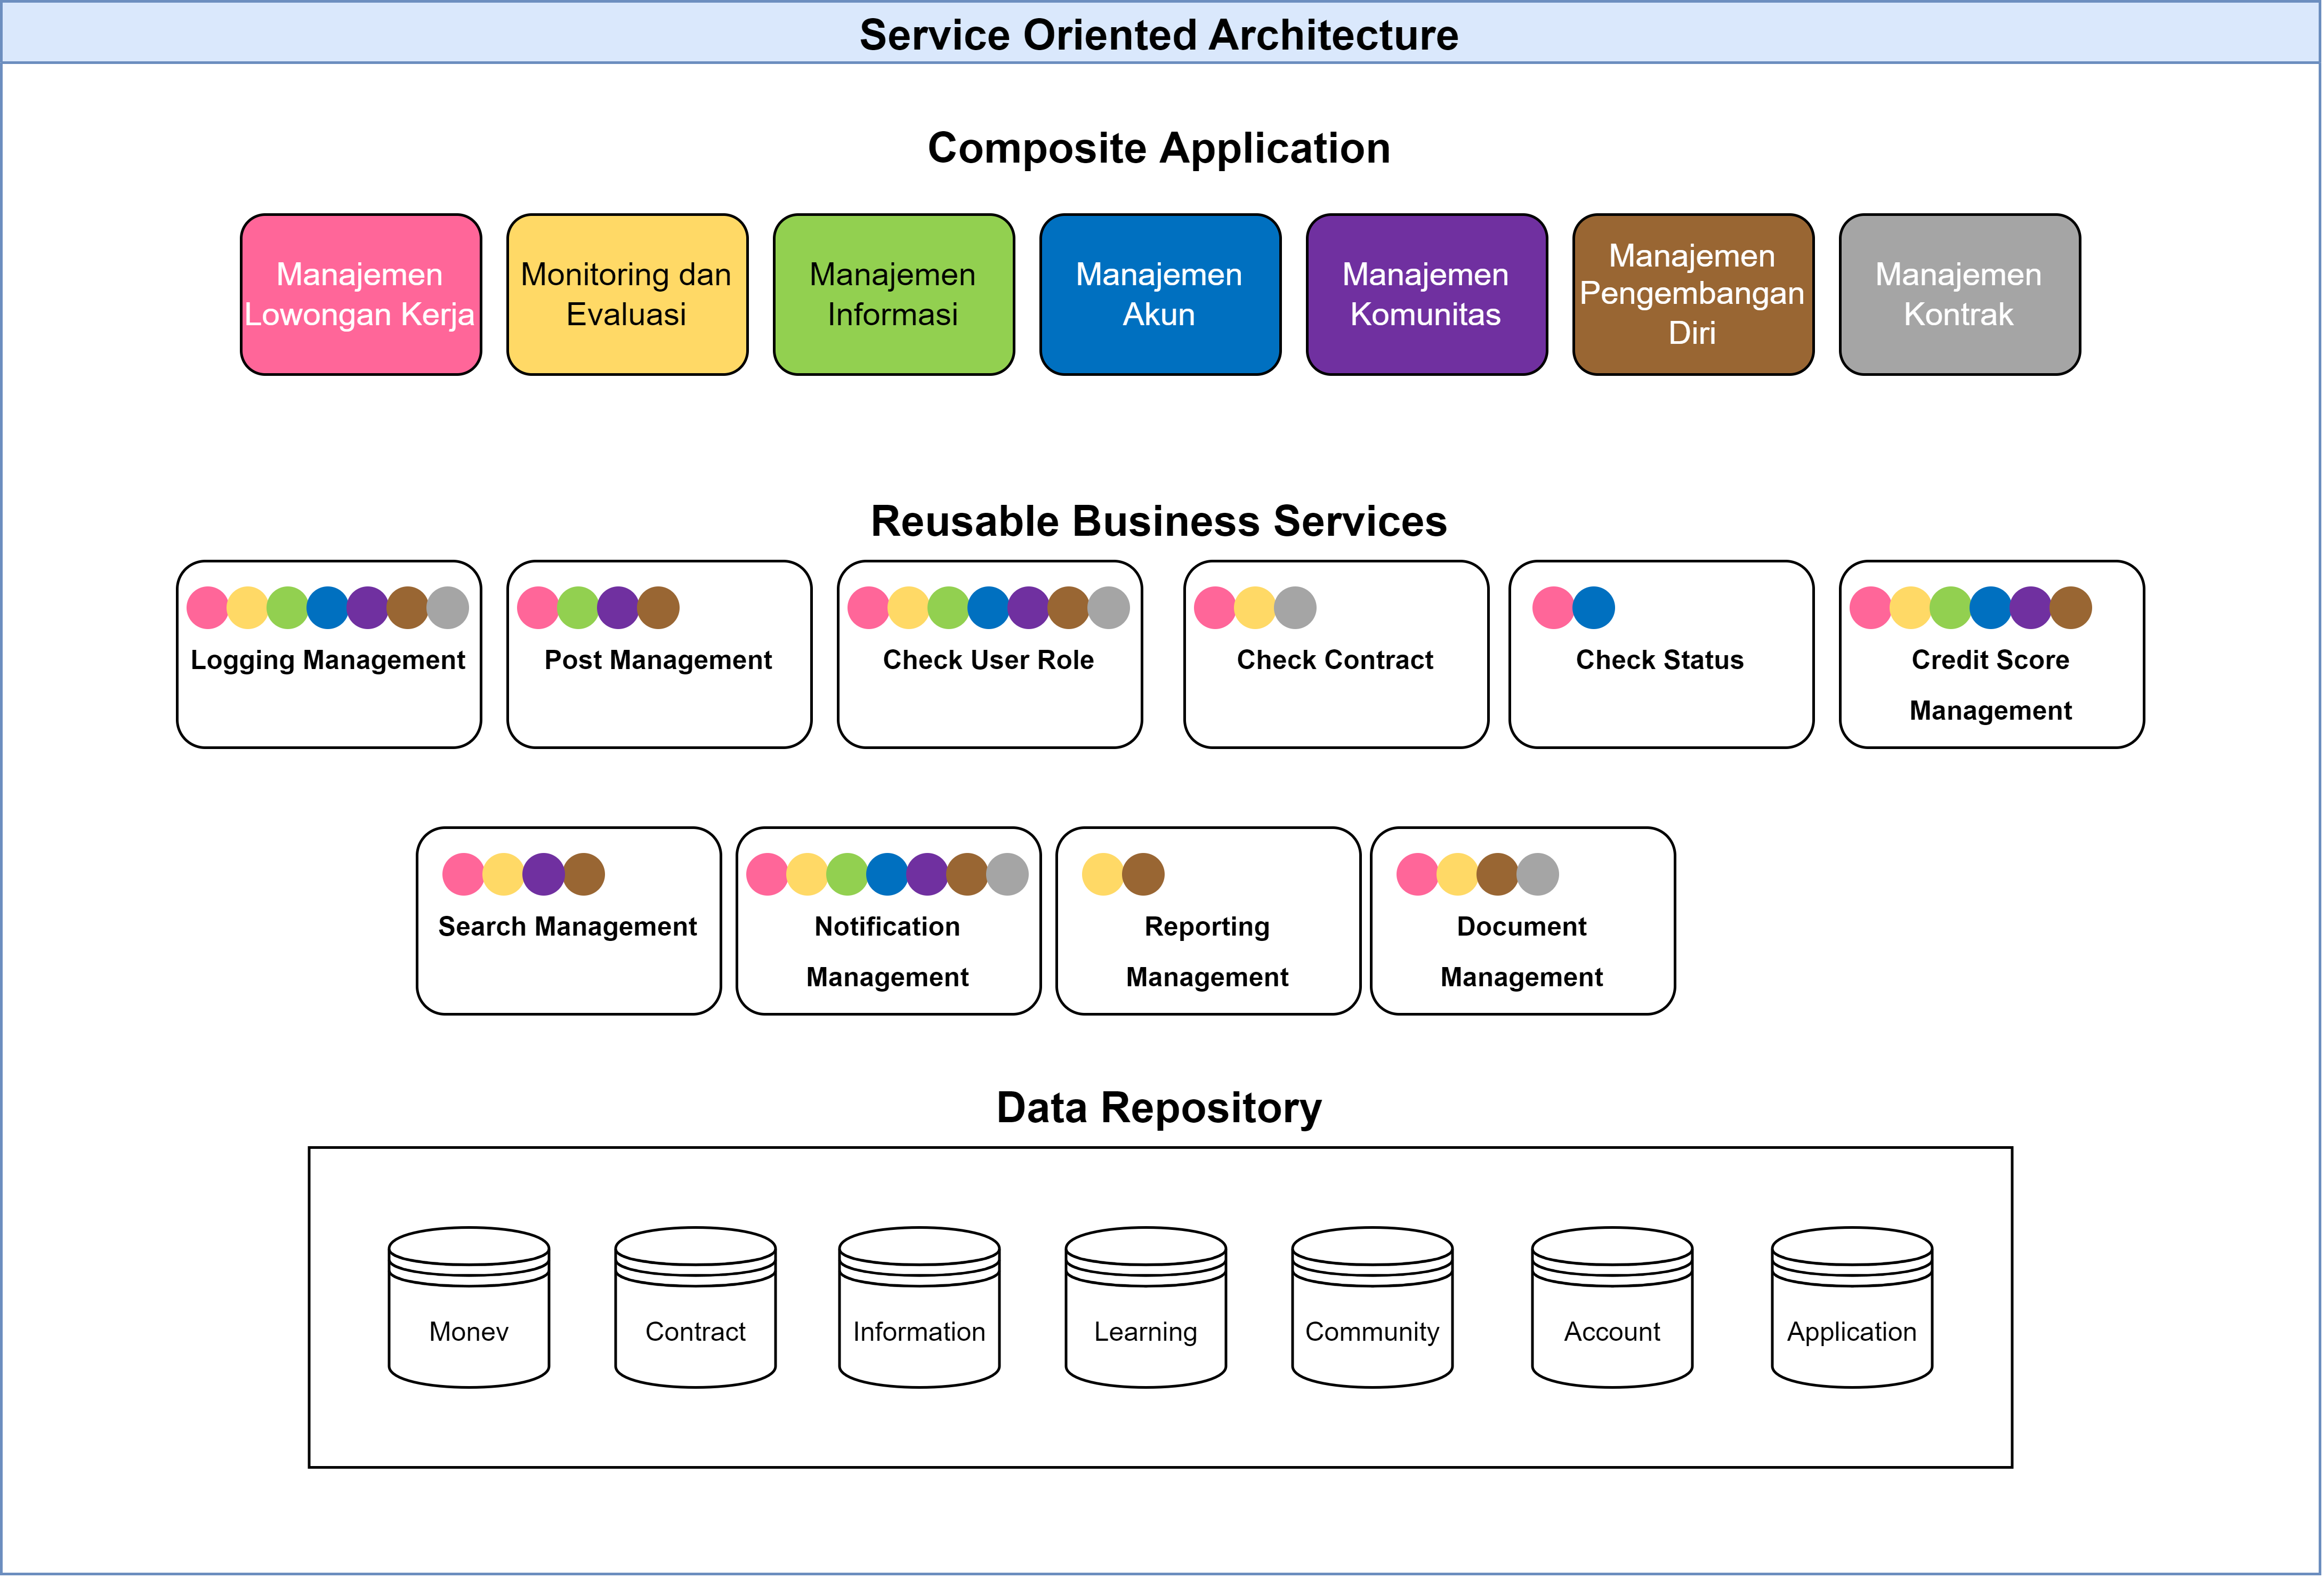 Service Oriented Architecture
Composite Application
Manajemen
Lowongan Kerja
Monitoring dan
Evaluasi
Manajemen
Informasi
Manajemen
Akun
Manajemen
Komunitas
Manajemen
Pengembangan
Diri
Manajemen
Kontrak
Reusable Business Services
Logging Management
Post Management
Check User Role
Check Contract
Check Status
Credit Score
Management
Search Management
Notification
Management
Reporting
Management
Document
Management
Data Repository
Monev
Contract
Information
Learning
Community
Account
Application